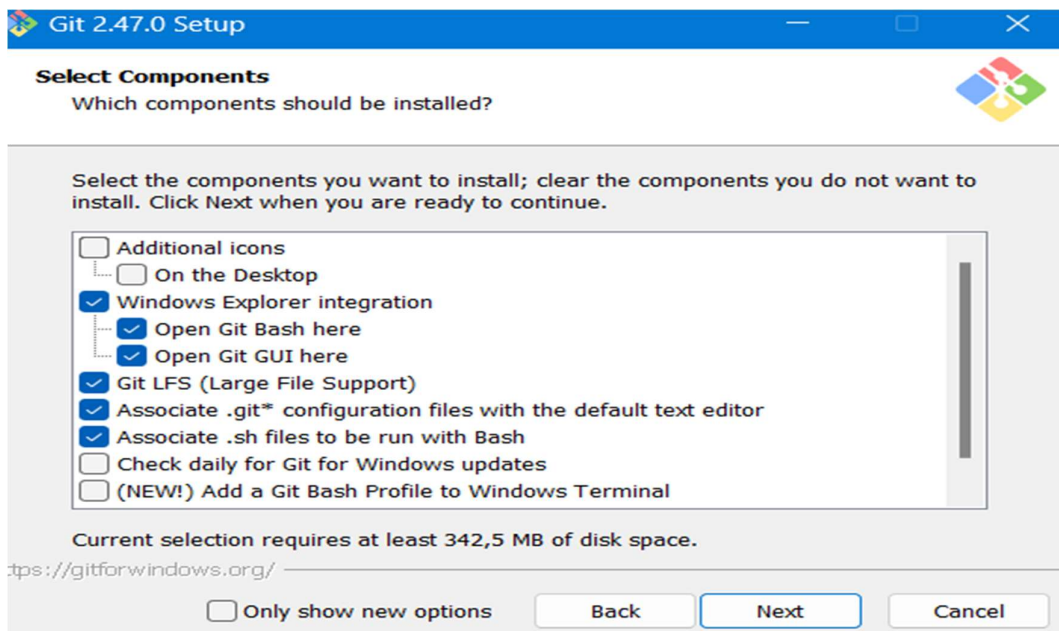 Git 2.47.0 Setup
Select Components
Which components should be installed?
Select the components you want to install; clear the components you do not want to
install. Click Next when you are ready to continue.
Additional icons
On the Desktop
Windows Explorer integration
Open Git Bash here
Open Git GUI here
Git LFS (Large File Support)
Associate .git* configuration files with the default text editor
Associate .sh files to be run with Bash
Check daily for Git for Windows updates
(NEW!) Add a Git Bash Profile to Windows Terminal
Current selection requires at least 342,5 MB of disk space.
tps://gitforwindows.org/
Only show new options Back Next Cancel